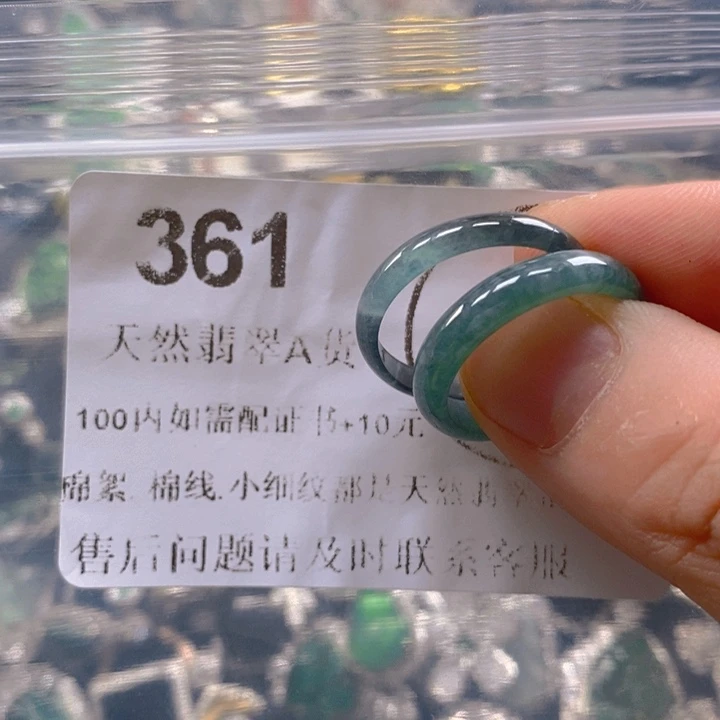 361
天然翡翠A货
100内如需配证书+10元
棉絮.棉线.小细纹都是天然翡翠
售后问题请及时联系客服